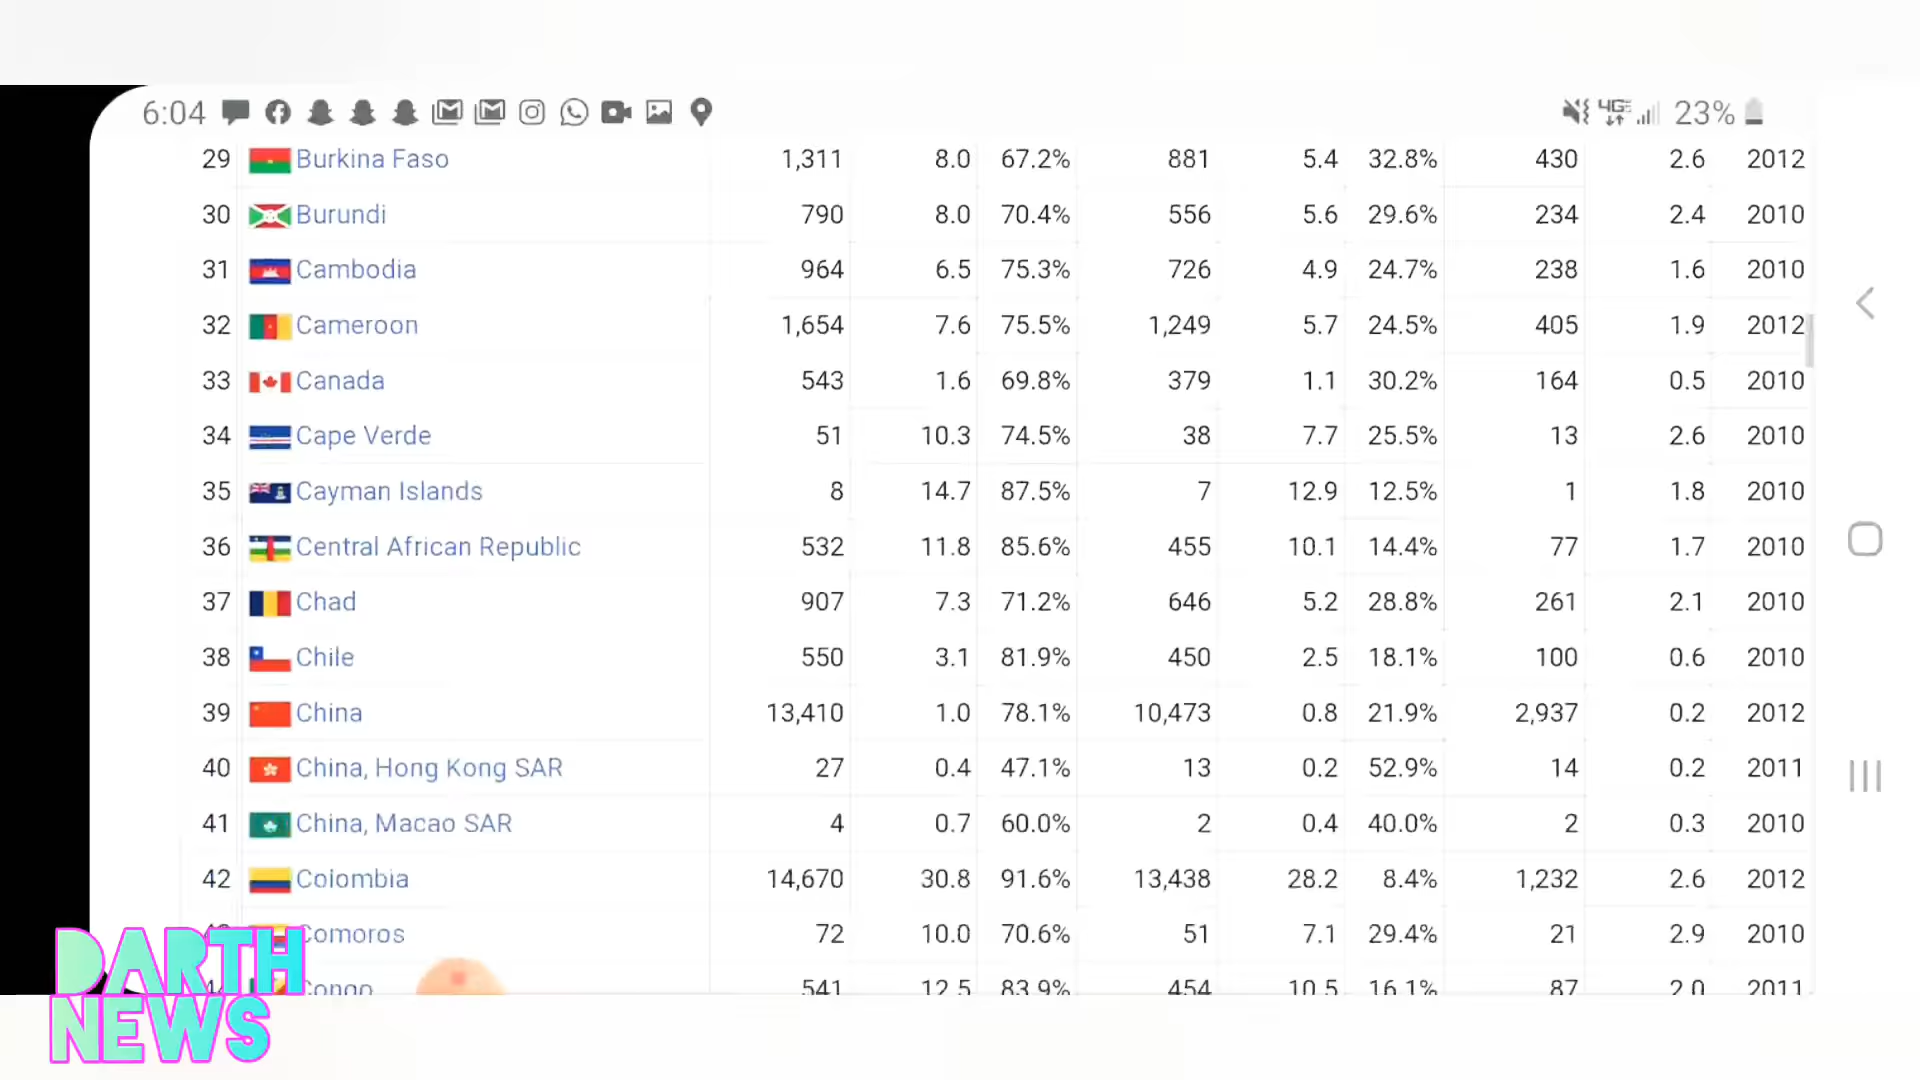 6:04 4G 23%
29 Burkina Faso 1,311 8.0 67.2% 881 5.4 32.8% 430 2.6 2012
30 Burundi 790 8.0 70.4% 556 5.6 29.6% 234 2.4 2010
31 Cambodia 964 6.5 75.3% 726 4.9 24.7% 238 1.6 2010
32 Cameroon 1,654 7.6 75.5% 1,249 5.7 24.5% 405 1.9 2012
33 Canada 543 1.6 69.8% 379 1.1 30.2% 164 0.5 2010
34 Cape Verde 51 10.3 74.5% 38 7.7 25.5% 13 2.6 2010
35 Cayman Islands 8 14.7 87.5% 7 12.9 12.5% 1 1.8 2010
36 Central African Republic 532 11.8 85.6% 455 10.1 14.4% 77 1.7 2010
37 Chad 907 7.3 71.2% 646 5.2 28.8% 261 2.1 2010
38 Chile 550 3.1 81.9% 450 2.5 18.1% 100 0.6 2010
39 China 13,410 1.0 78.1% 10,473 0.8 21.9% 2,937 0.2 2012
40 China, Hong Kong SAR 27 0.4 47.1% 13 0.2 52.9% 14 0.2 2011
41 China, Macao SAR 4 0.7 60.0% 2 0.4 40.0% 2 0.3 2010
42 Colombia 14,670 30.8 91.6% 13,438 28.2 8.4% 1,232 2.6 2012
Comoros 72 10.0 70.6% 51 7.1 29.4% 21 2.9 2010
Congo 541 12.5 83.9% 454 10.5 16.1% 87 2.0 2011
DARTH
NEWS